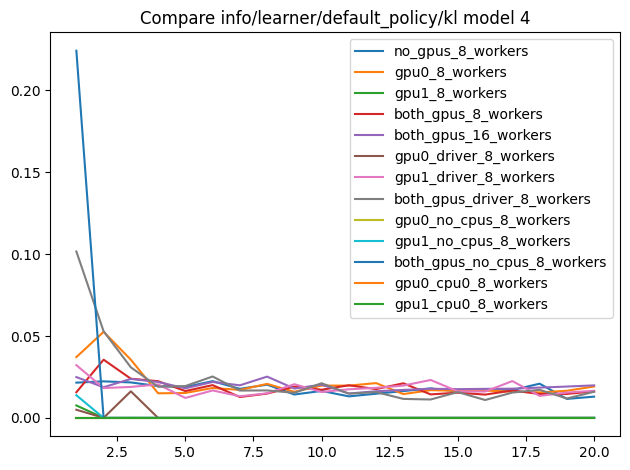 Compare info/learner/default_policy/kl model 4
0.20
0.15
0.10
0.05
0.00
2.5 5.0 7.5 10.0 12.5 15.0 17.5 20.0
no_gpus_8_workers
gpu0_8_workers
gpu1_8_workers
both_gpus_8_workers
both_gpus_16_workers
gpu0_driver_8_workers
gpu1_driver_8_workers
both_gpus_driver_8_workers
gpu0_no_cpus_8_workers
gpu1_no_cpus_8_workers
both_gpus_no_cpus_8_workers
gpu0_cpu0_8_workers
gpu1_cpu0_8_workers